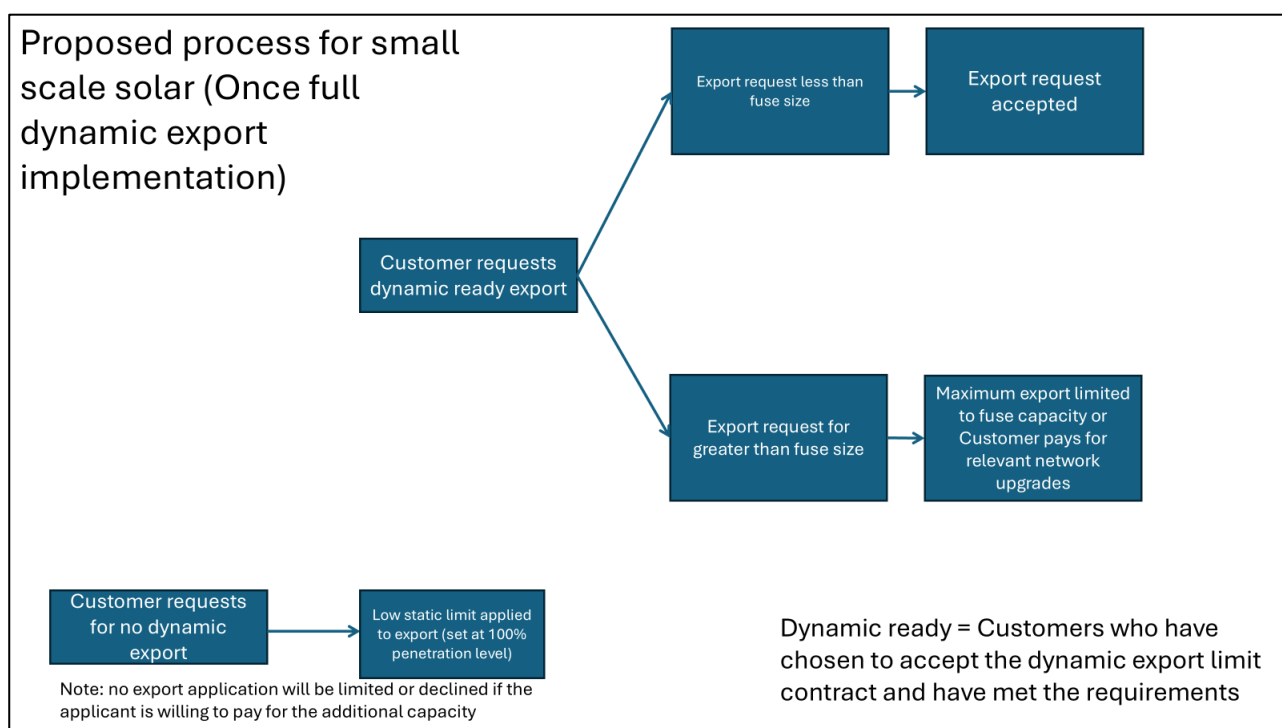 Proposed process for small
scale solar (Once full
dynamic export
implementation)
Export request less than
fuse size
Export request
accepted
Customer requests
dynamic ready export
Export request for
greater than fuse size
Maximum export limited
to fuse capacity or
Customer pays for
relevant network
upgrades
Customer requests
for no dynamic
export
Low static limit applied
to export (set at 100%
penetration level)
Note: no export application will be limited or declined if the
applicant is willing to pay for the additional capacity
Dynamic ready = Customers who have
chosen to accept the dynamic export limit
contract and have met the requirements